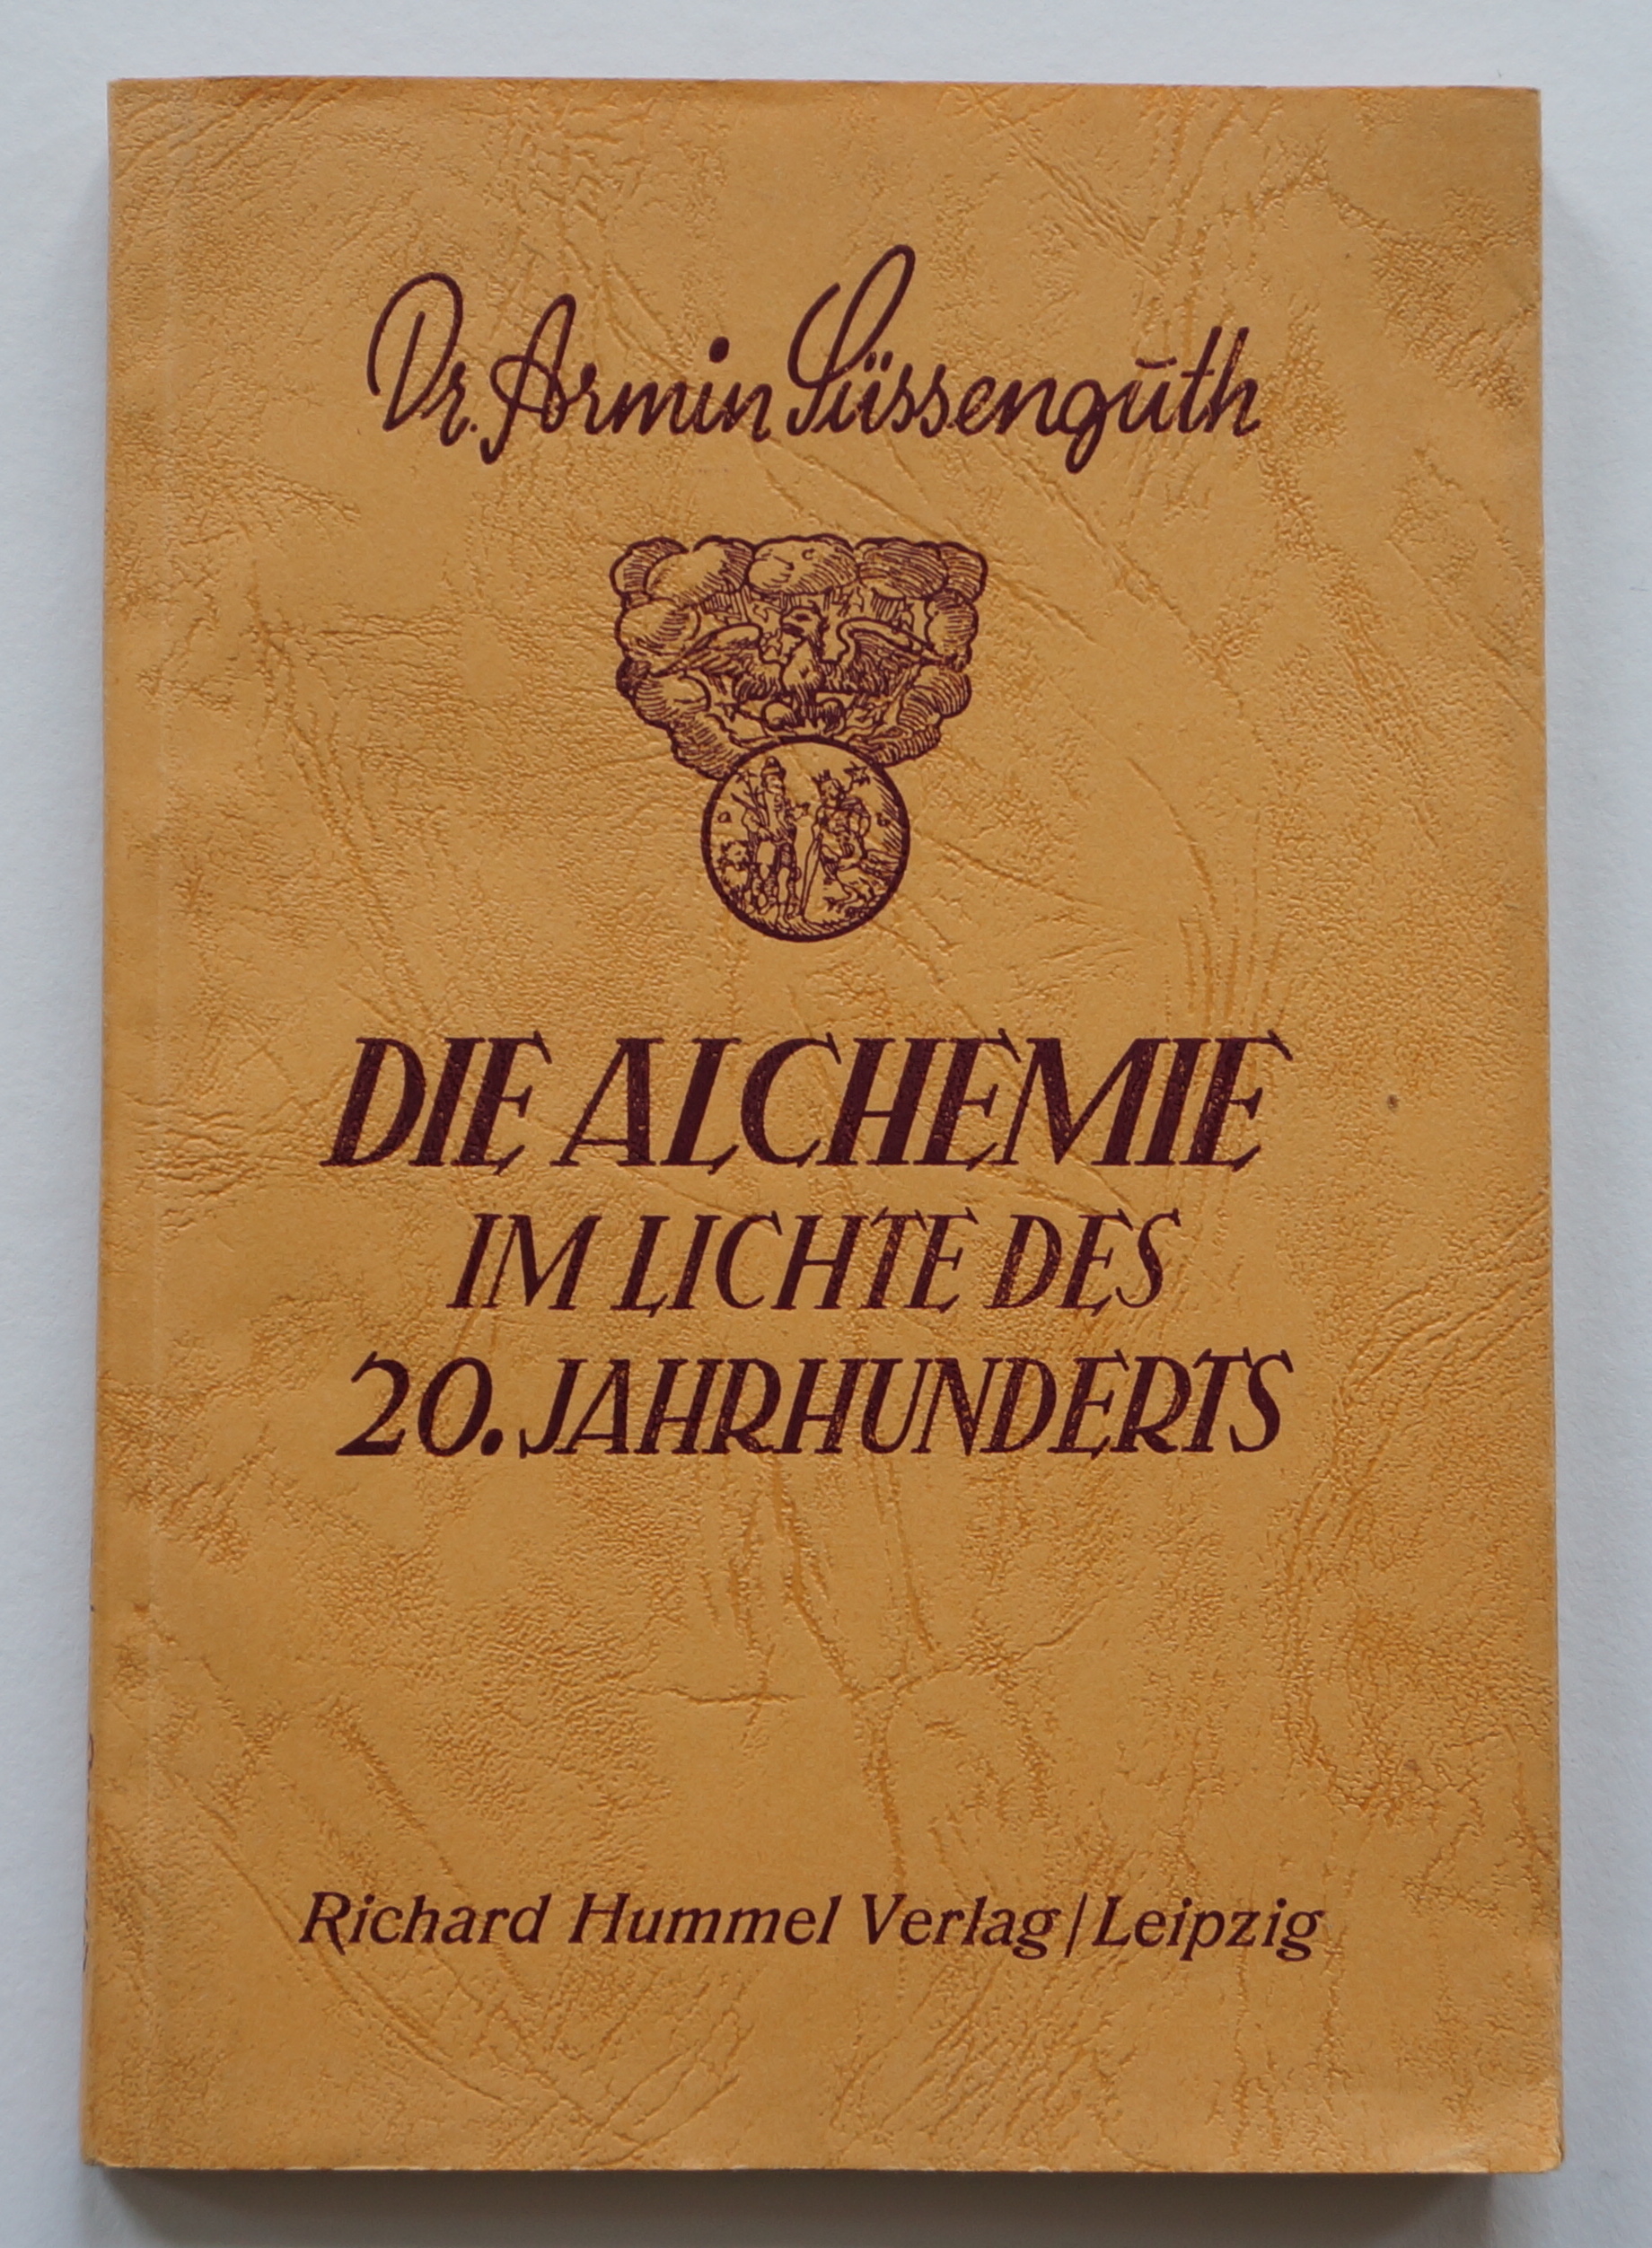 Dr. Armin Süssenguth
DIE ALCHEMIE
IM LICHTE DES
20. JAHRHUNDERTS
Richard Hummel Verlag/Leipzig